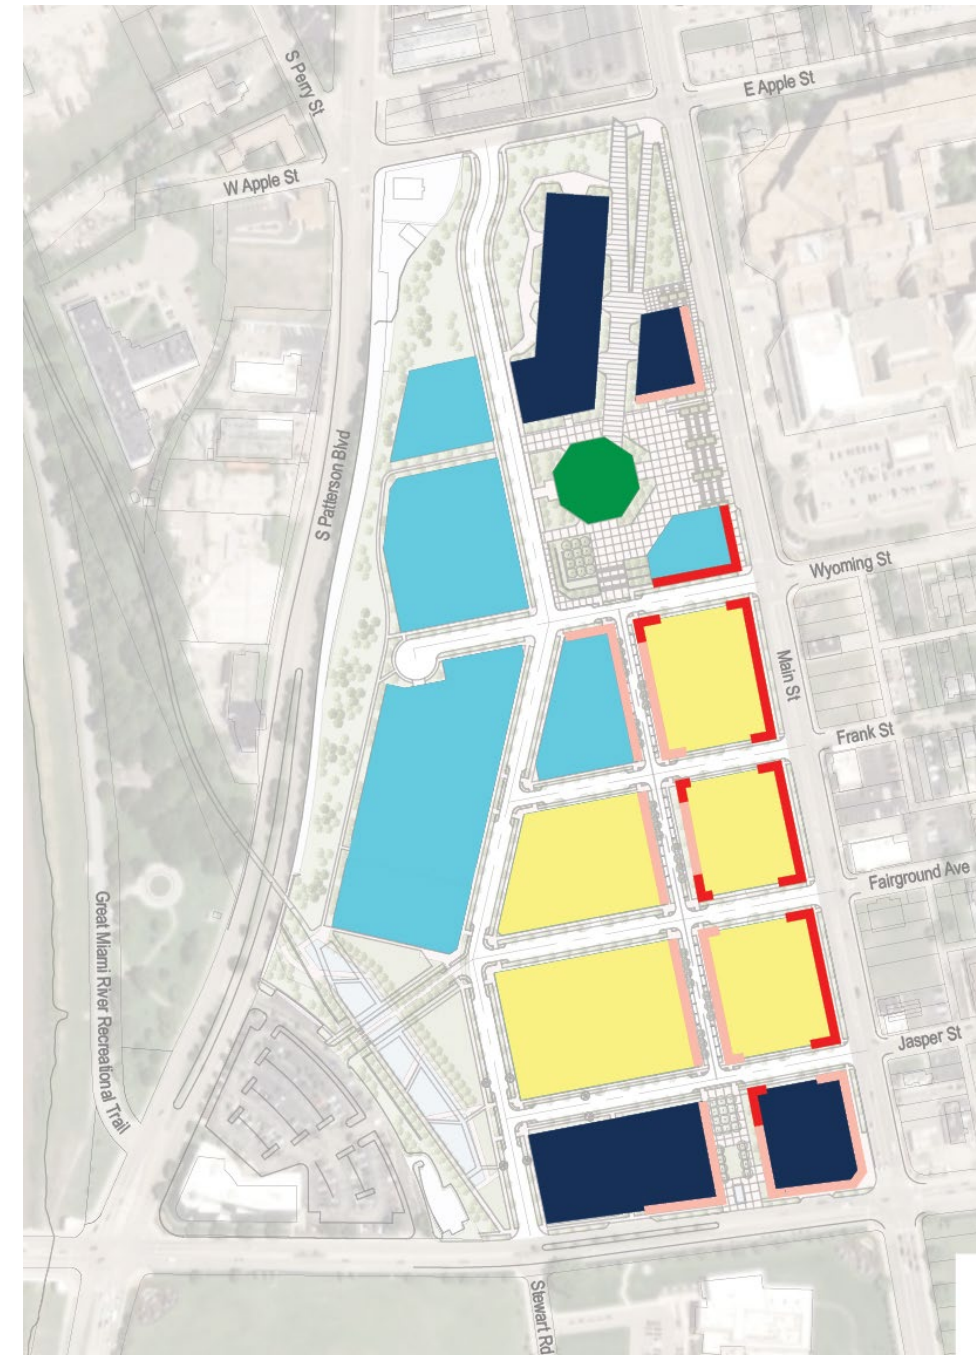 S Perry St
E Apple St
W Apple St
S Patterson Blvd
Wyoming St
Main St
Frank St
Fairground Ave
Great Miami River Recreational Trail
Jasper St
Stewart Rd